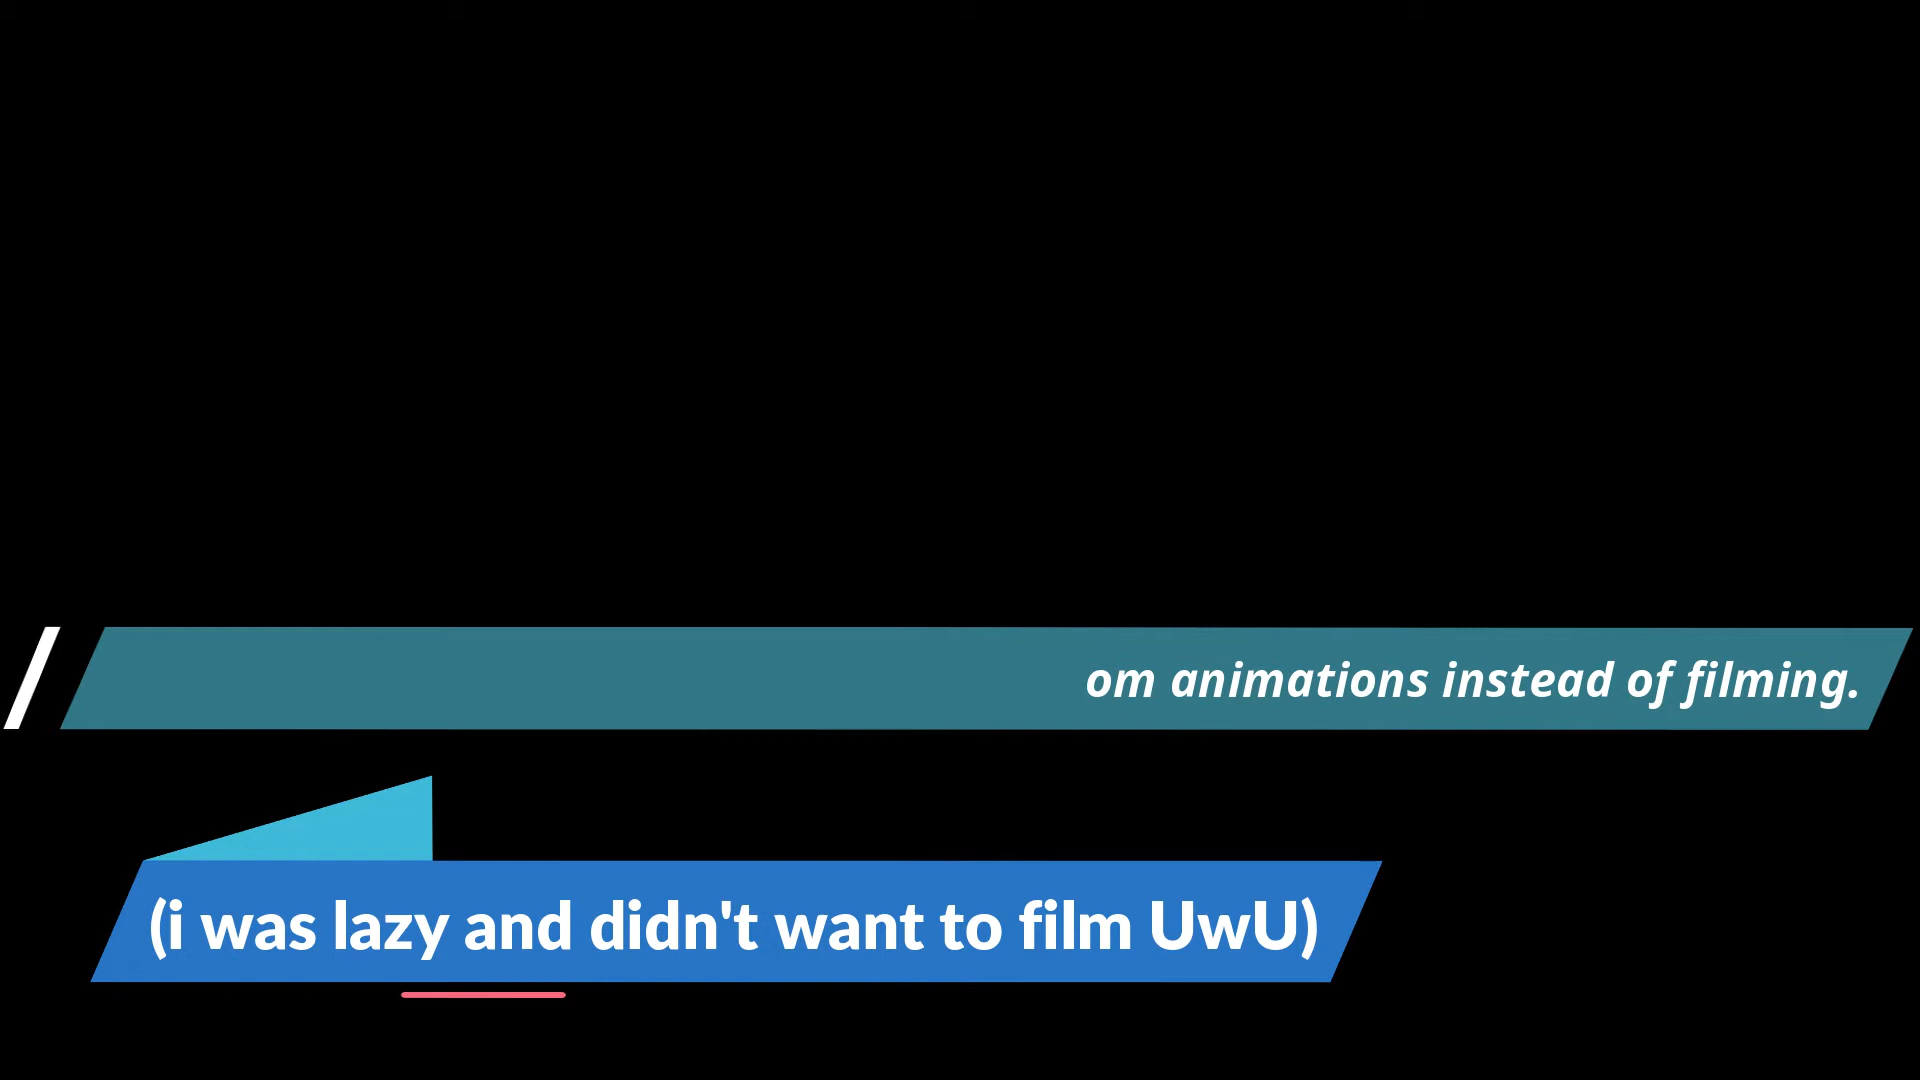 om animations instead of filming.
(i was lazy and didn't want to film UwU)